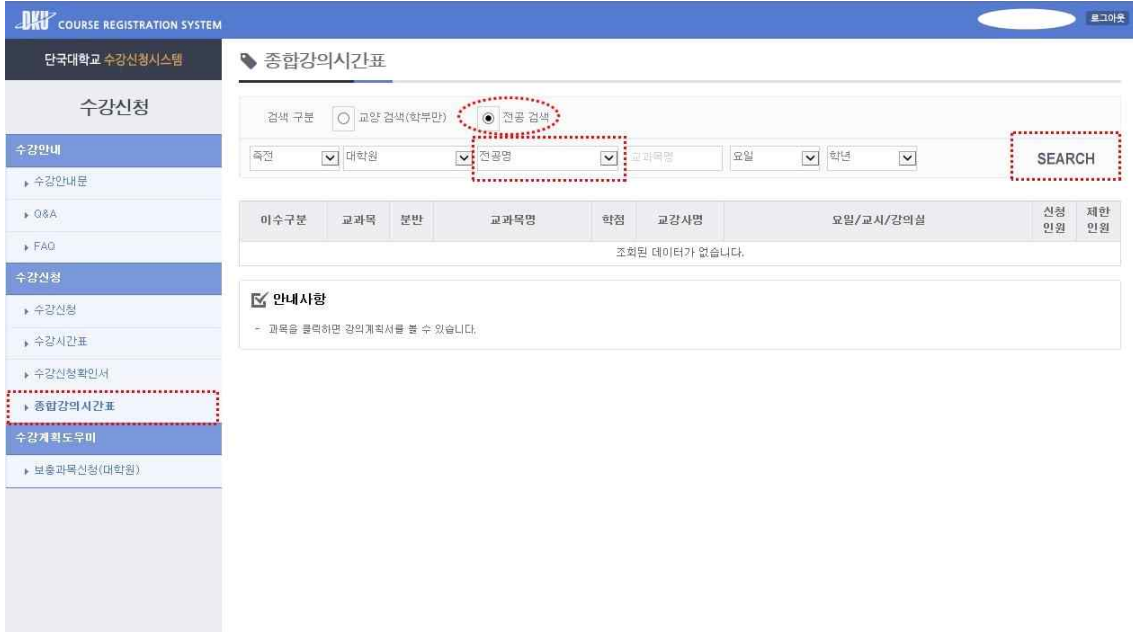 DKU COURSE REGISTRATION SYSTEM
로그아웃
단국대학교 수강신청시스템
종합강의시간표
수강신청
검색 구분 교양 검색(학부만) 전공 검색
수강안내
죽전 대학원 전공명 교과목명 요일 학년 SEARCH
수강안내문
Q&A
FAQ
이수구분 교과목 분반 교과목명 학점 교강사명 요일/교시/강의실 신청인원 제한인원
조회된 데이터가 없습니다.
수강신청
안내사항
- 과목을 클릭하면 강의계획서를 볼 수 있습니다.
수강신청
수강시간표
수강신청확인서
종합강의시간표
수강계획도우미
보충과목신청(대학원)